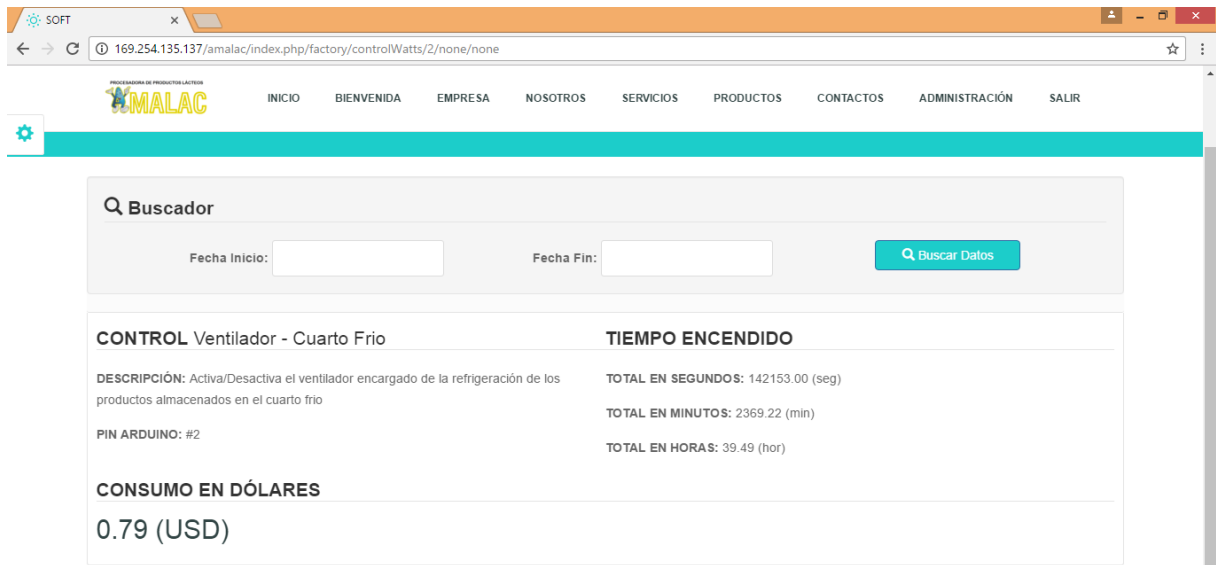 SOFT
169.254.135.137/amalac/index.php/factory/controlWatts/2/none/none
PROCESADORA DE PRODUCTOS LÁCTEOS
AMALAC
INICIO BIENVENIDA EMPRESA NOSOTROS SERVICIOS PRODUCTOS CONTACTOS ADMINISTRACIÓN SALIR
Buscador
Fecha Inicio: Fecha Fin: Buscar Datos
CONTROL Ventilador - Cuarto Frio
DESCRIPCIÓN: Activa/Desactiva el ventilador encargado de la refrigeración de los
productos almacenados en el cuarto frio
PIN ARDUINO: #2
TIEMPO ENCENDIDO
TOTAL EN SEGUNDOS: 142153.00 (seg)
TOTAL EN MINUTOS: 2369.22 (min)
TOTAL EN HORAS: 39.49 (hor)
CONSUMO EN DÓLARES
0.79 (USD)